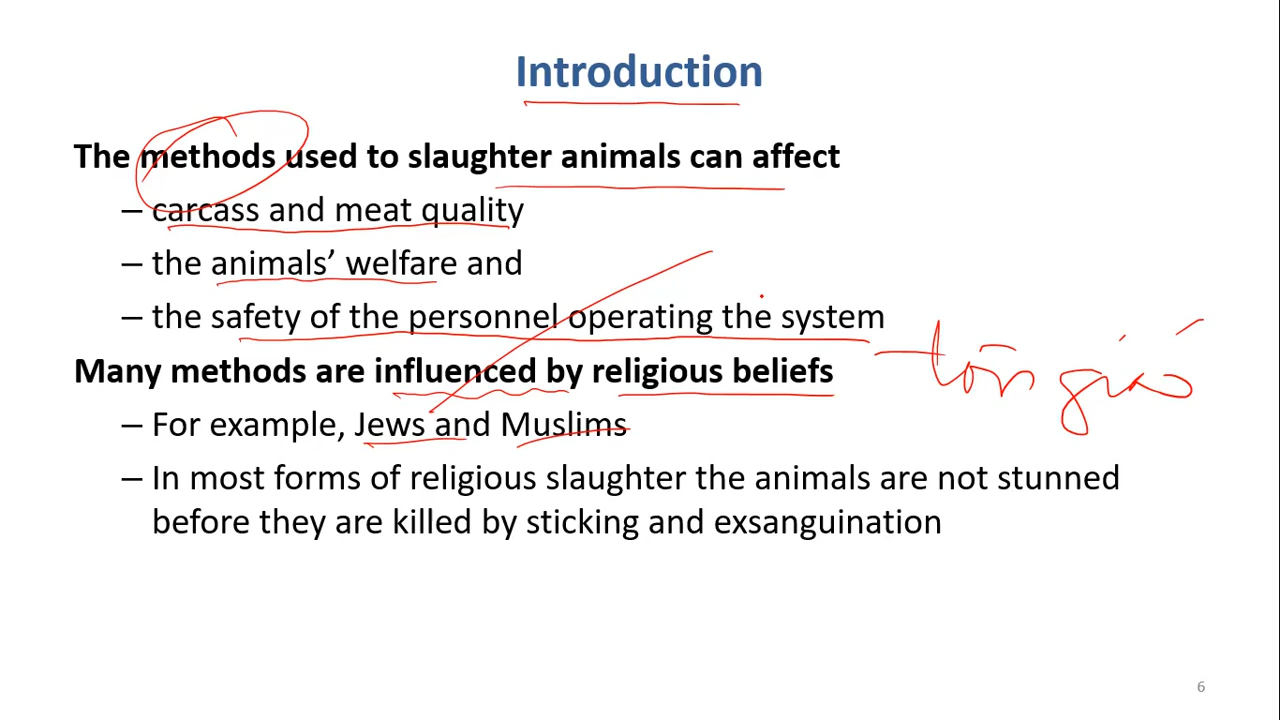 Introduction
The methods used to slaughter animals can affect
– carcass and meat quality
– the animals’ welfare and
– the safety of the personnel operating the system
Many methods are influenced by religious beliefs
tôn giáo
– For example, Jews and Muslims
– In most forms of religious slaughter the animals are not stunned
before they are killed by sticking and exsanguination
6